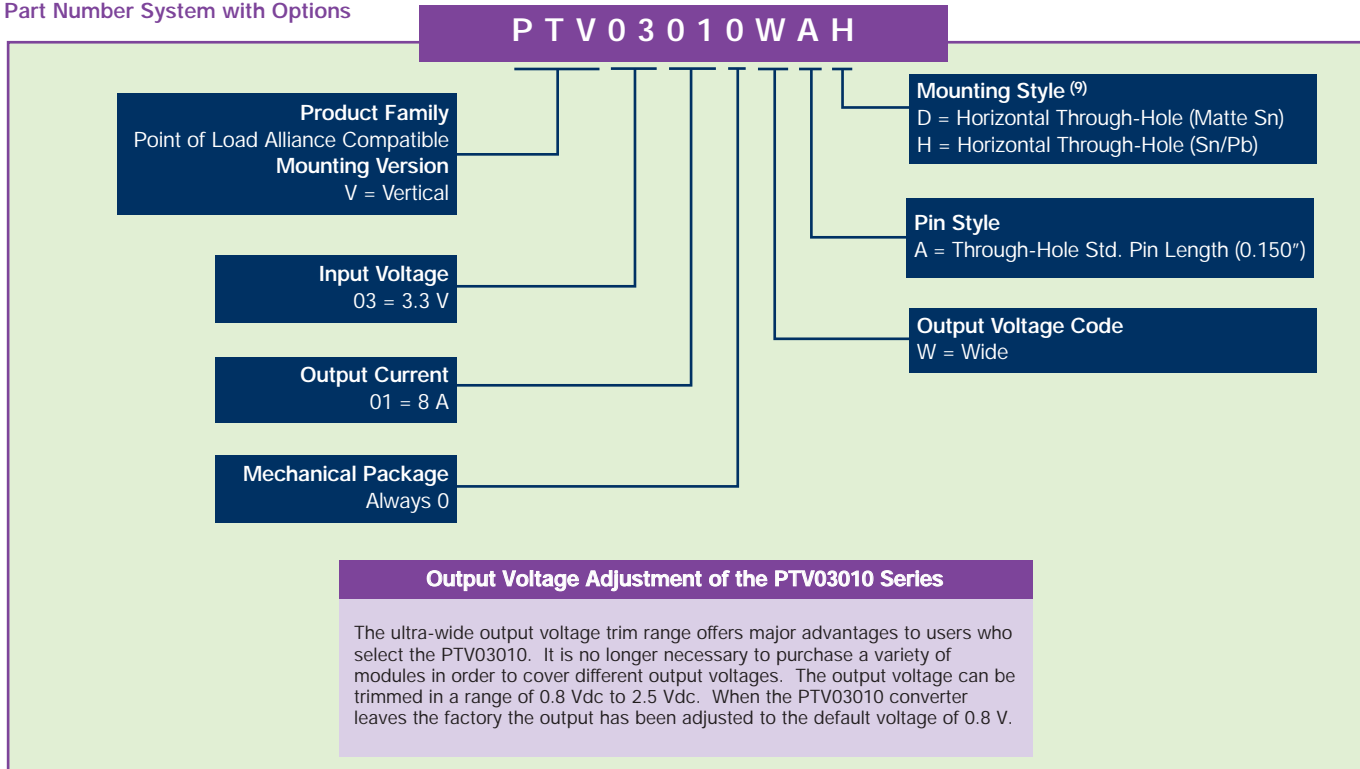 Part Number System with Options
P T V 0 3 0 1 0 W A H
Product Family
Point of Load Alliance Compatible
Mounting Version
V = Vertical
Input Voltage
03 = 3.3 V
Output Current
01 = 8 A
Mechanical Package
Always 0
Mounting Style (9)
D = Horizontal Through-Hole (Matte Sn)
H = Horizontal Through-Hole (Sn/Pb)
Pin Style
A = Through-Hole Std. Pin Length (0.150″)
Output Voltage Code
W = Wide
Output Voltage Adjustment of the PTV03010 Series
The ultra-wide output voltage trim range offers major advantages to users who
select the PTV03010. It is no longer necessary to purchase a variety of
modules in order to cover different output voltages. The output voltage can be
trimmed in a range of 0.8 Vdc to 2.5 Vdc. When the PTV03010 converter
leaves the factory the output has been adjusted to the default voltage of 0.8 V.